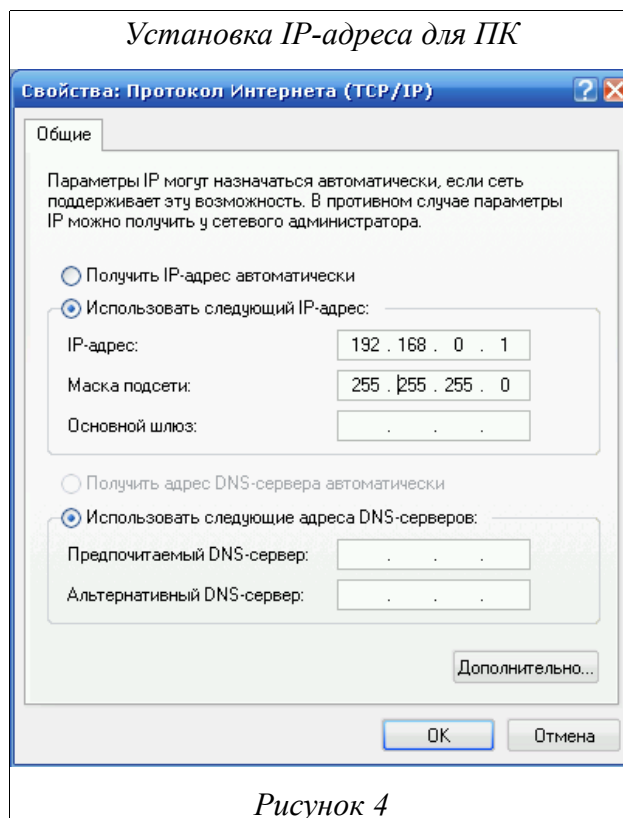 Установка IP-адреса для ПК
Свойства: Протокол Интернета (TCP/IP)
Общие
Параметры IP могут назначаться автоматически, если сеть
поддерживает эту возможность. В противном случае параметры
IP можно получить у сетевого администратора.
Получить IP-адрес автоматически
Использовать следующий IP-адрес:
IP-адрес: 192 . 168 . 0 . 1
Маска подсети: 255 . 255 . 255 . 0
Основной шлюз: . . .
Получить адрес DNS-сервера автоматически
Использовать следующие адреса DNS-серверов:
Предпочитаемый DNS-сервер: . . .
Альтернативный DNS-сервер: . . .
Дополнительно...
OK Отмена
Рисунок 4